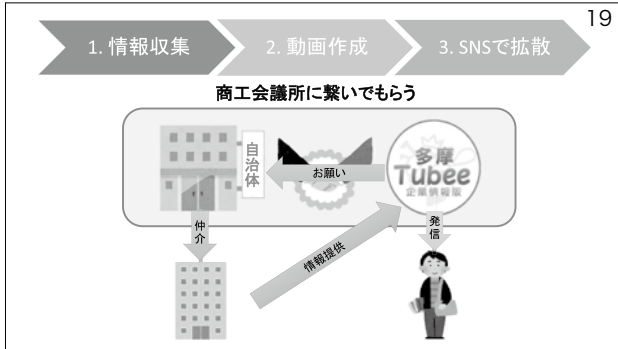 19
1. 情報収集
2. 動画作成
3. SNSで拡散
商工会議所に繋いでもらう
自治体
お願い
多摩
Tubee
企業情報版
仲介
情報提供
発信